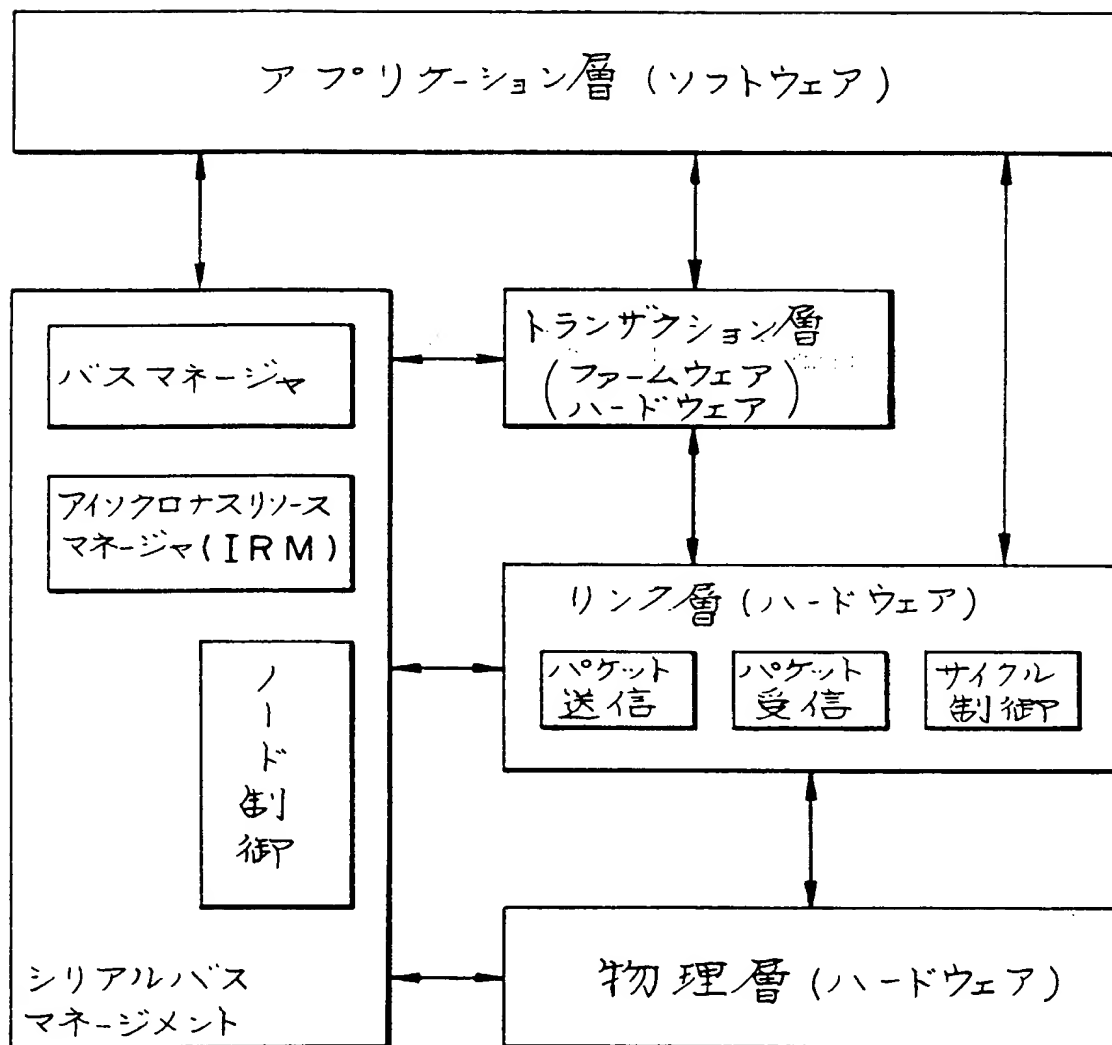 アプリケーション層(ソフトウェア)
バスマネージャ
アイソクロナスリソース
マネージャ(IRM)
ノード制御
シリアルバス
マネージメント
トランザクション層
(ファームウェア
ハードウェア)
リンク層(ハードウェア)
パケット
送信
パケット
受信
サイクル
制御
物理層(ハードウェア)